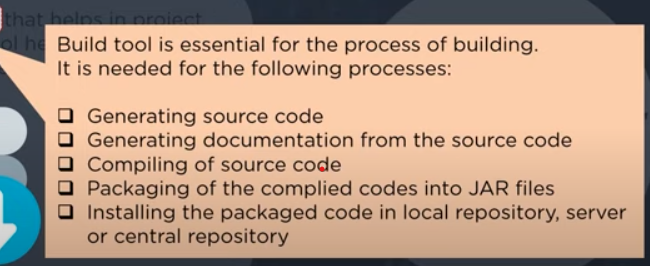 that helps in project
ol he
Build tool is essential for the process of building.
It is needed for the following processes:
❑ Generating source code
❑ Generating documentation from the source code
❑ Compiling of source code
❑ Packaging of the complied codes into JAR files
❑ Installing the packaged code in local repository, server
or central repository